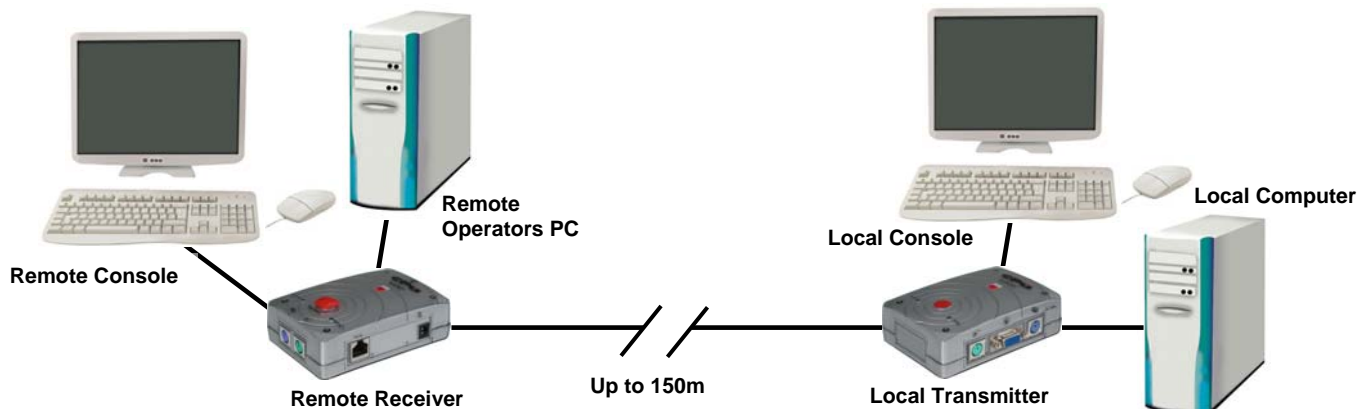 Remote
Operators PC
Remote Console
Remote Receiver
Up to 150m
Local Console
Local Computer
Local Transmitter